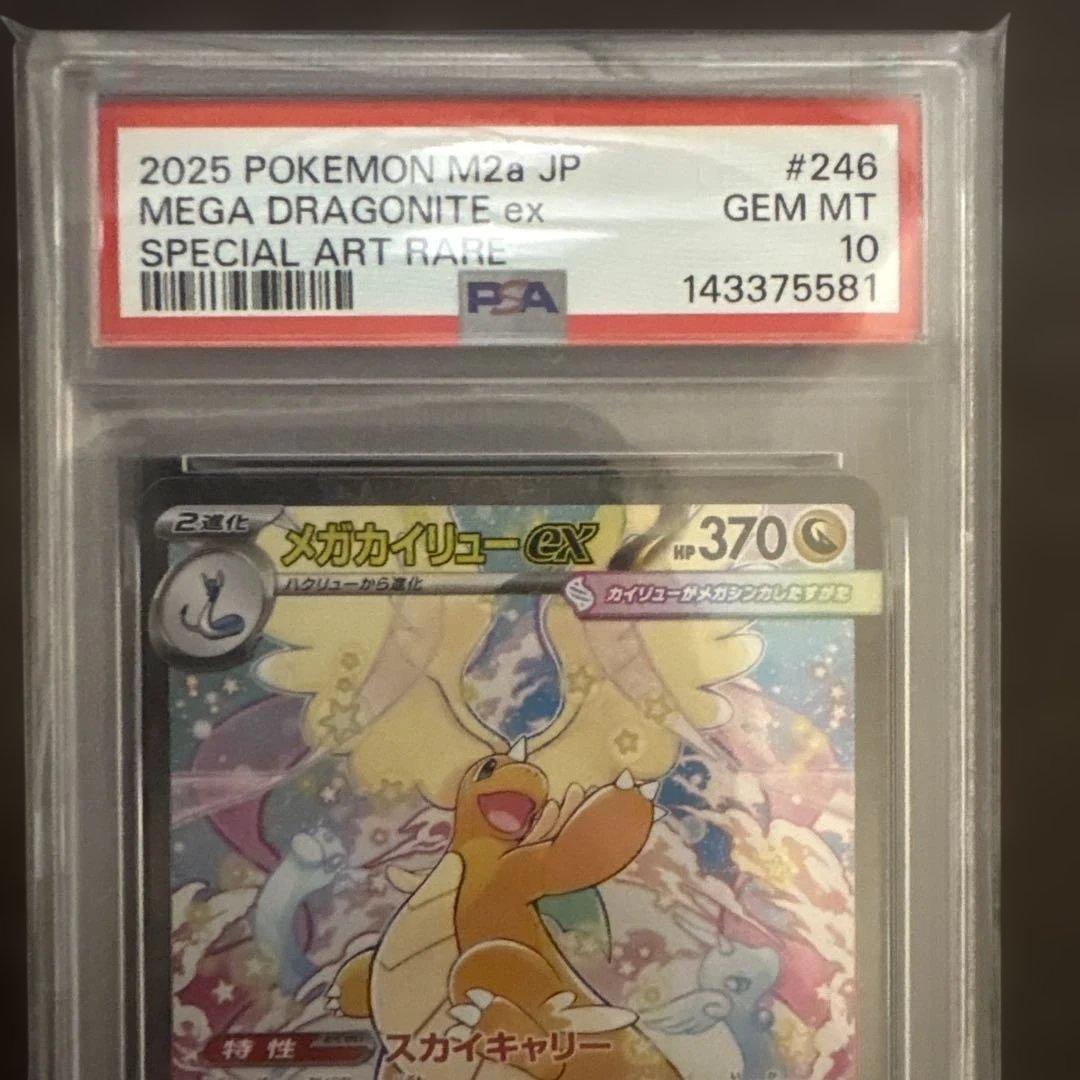 2025 POKEMON M2a JP #246
MEGA DRAGONITE ex GEM MT
SPECIAL ART RARE 10
PSA 143375581
2進化 メガカイリューex HP 370
ハクリューから進化
カイリューがメガシンカしたすがた
特性 スカイキャリー